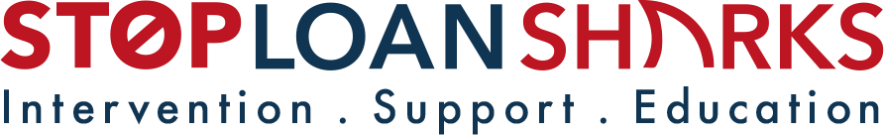 STOPLOANSHARKS
Intervention . Support . Education